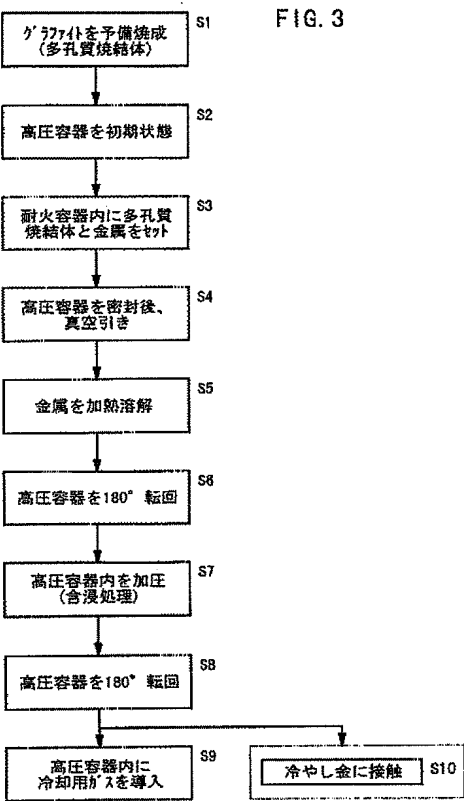 FIG. 3
S1
グラファイトを予備焼成
(多孔質焼結体)
S2
高圧容器を初期状態
S3
耐火容器内に多孔質
焼結体と金属をセット
S4
高圧容器を密封後、
真空引き
S5
金属を加熱溶解
S6
高圧容器を180°転回
S7
高圧容器内を加圧
(含浸処理)
S8
高圧容器を180°転回
S9
高圧容器内に
冷却用ガスを導入
冷やし金に接触 S10